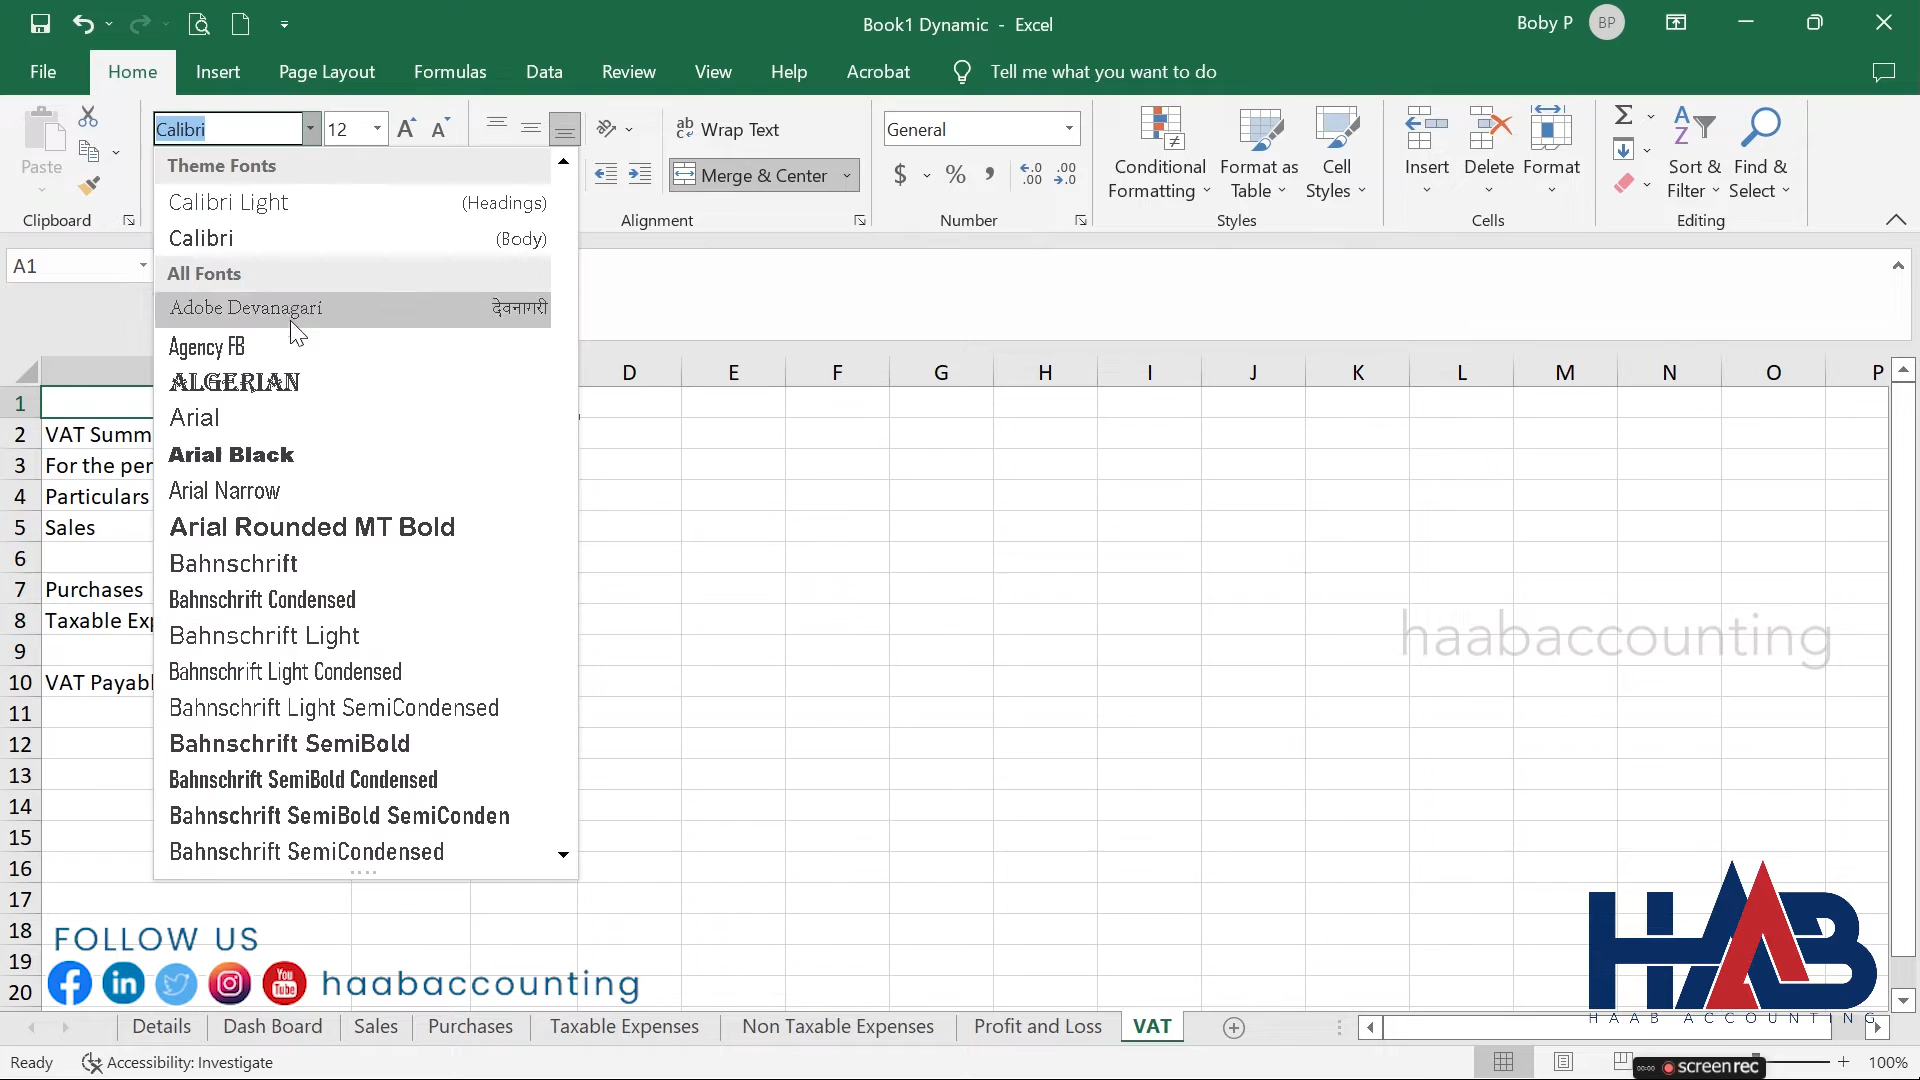 Book1 Dynamic - Excel
Boby P
BP
File Home Insert Page Layout Formulas Data Review View Help Acrobat Tell me what you want to do
Calibri 12
Wrap Text
General
Paste
Merge & Center
$ % ,
Conditional Formatting
Format as Table
Cell Styles
Insert Delete Format
Sort & Filter
Find & Select
Clipboard Alignment Number Styles Cells Editing
A1
Theme Fonts
Calibri Light (Headings)
Calibri (Body)
All Fonts
Adobe Devanagari देवनागरी
Agency FB
ALGERIAN
Arial
Arial Black
Arial Narrow
Arial Rounded MT Bold
Bahnschrift
Bahnschrift Condensed
Bahnschrift Light
Bahnschrift Light Condensed
Bahnschrift Light SemiCondensed
Bahnschrift SemiBold
Bahnschrift SemiBold Condensed
Bahnschrift SemiBold SemiConden
Bahnschrift SemiCondensed
D E F G H I J K L M N O P
1
2 VAT Summ
3 For the per
4 Particulars
5 Sales
6
7 Purchases
8 Taxable Exp
9
10 VAT Payabl
11
12
13
14
15
16
17
18
19
20
haabaccounting
FOLLOW US
You Tube
haabaccounting
HAAB
HAAB ACCOUNTING
Details Dash Board Sales Purchases Taxable Expenses Non Taxable Expenses Profit and Loss VAT
Ready Accessibility: Investigate
00:00 screenrec
100%